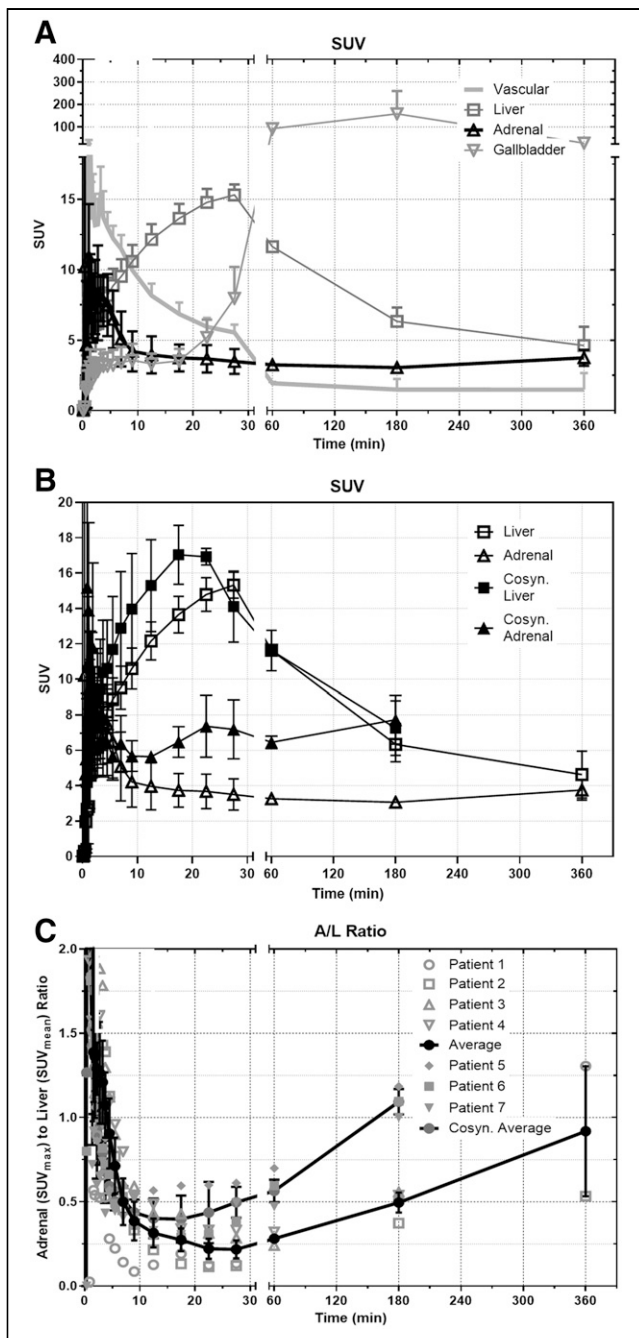 A
SUV
400
300
200
100
15
10
5
0
SUV
Vascular
Liver
Adrenal
Gallbladder
0 10 20 30 60 120 180 240 300 360
Time (min)
B
SUV
20
18
16
14
12
10
8
6
4
2
0
SUV
Liver
Adrenal
Cosyn.
Liver
Cosyn.
Adrenal
0 10 20 30 60 120 180 240 300 360
Time (min)
C
A/L Ratio
2.0
1.5
1.0
0.5
0.0
Adrenal (SUVmax) to Liver (SUVmean) Ratio
Patient 1
Patient 2
Patient 3
Patient 4
Average
Patient 5
Patient 6
Patient 7
Cosyn. Average
0 10 20 30 60 120 180 240 300 360
Time (min)